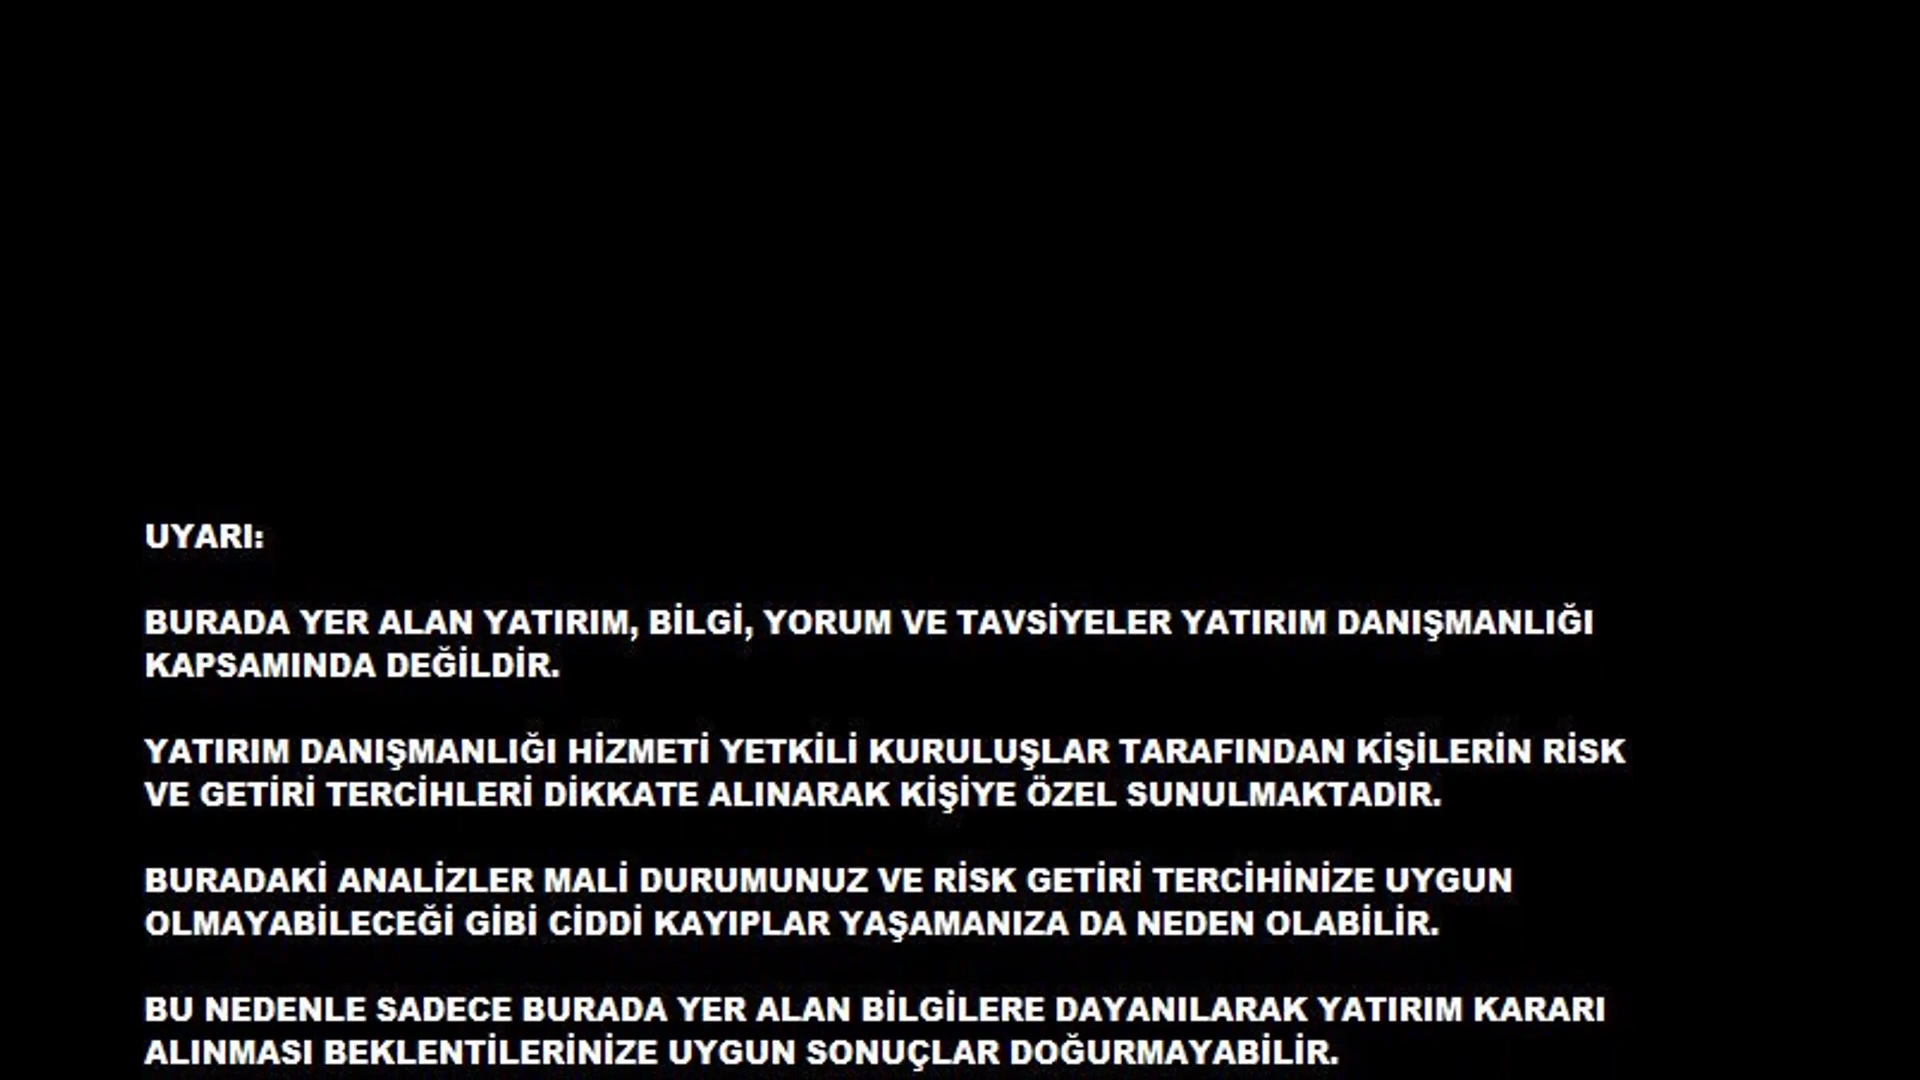 UYARI:
BURADA YER ALAN YATIRIM, BİLGİ, YORUM VE TAVSİYELER YATIRIM DANIŞMANLIĞI
KAPSAMINDA DEĞİLDİR.
YATIRIM DANIŞMANLIĞI HİZMETİ YETKİLİ KURULUŞLAR TARAFINDAN KİŞİLERİN RİSK
VE GETİRİ TERCİHLERİ DİKKATE ALINARAK KİŞİYE ÖZEL SUNULMAKTADIR.
BURADAKİ ANALİZLER MALİ DURUMUNUZ VE RİSK GETİRİ TERCİHİNİZE UYGUN
OLMAYABİLECEĞİ GİBİ CİDDİ KAYIPLAR YAŞAMANIZA DA NEDEN OLABİLİR.
BU NEDENLE SADECE BURADA YER ALAN BİLGİLERE DAYANILARAK YATIRIM KARARI
ALINMASI BEKLENTİLERİNİZE UYGUN SONUÇLAR DOĞURMAYABİLİR.